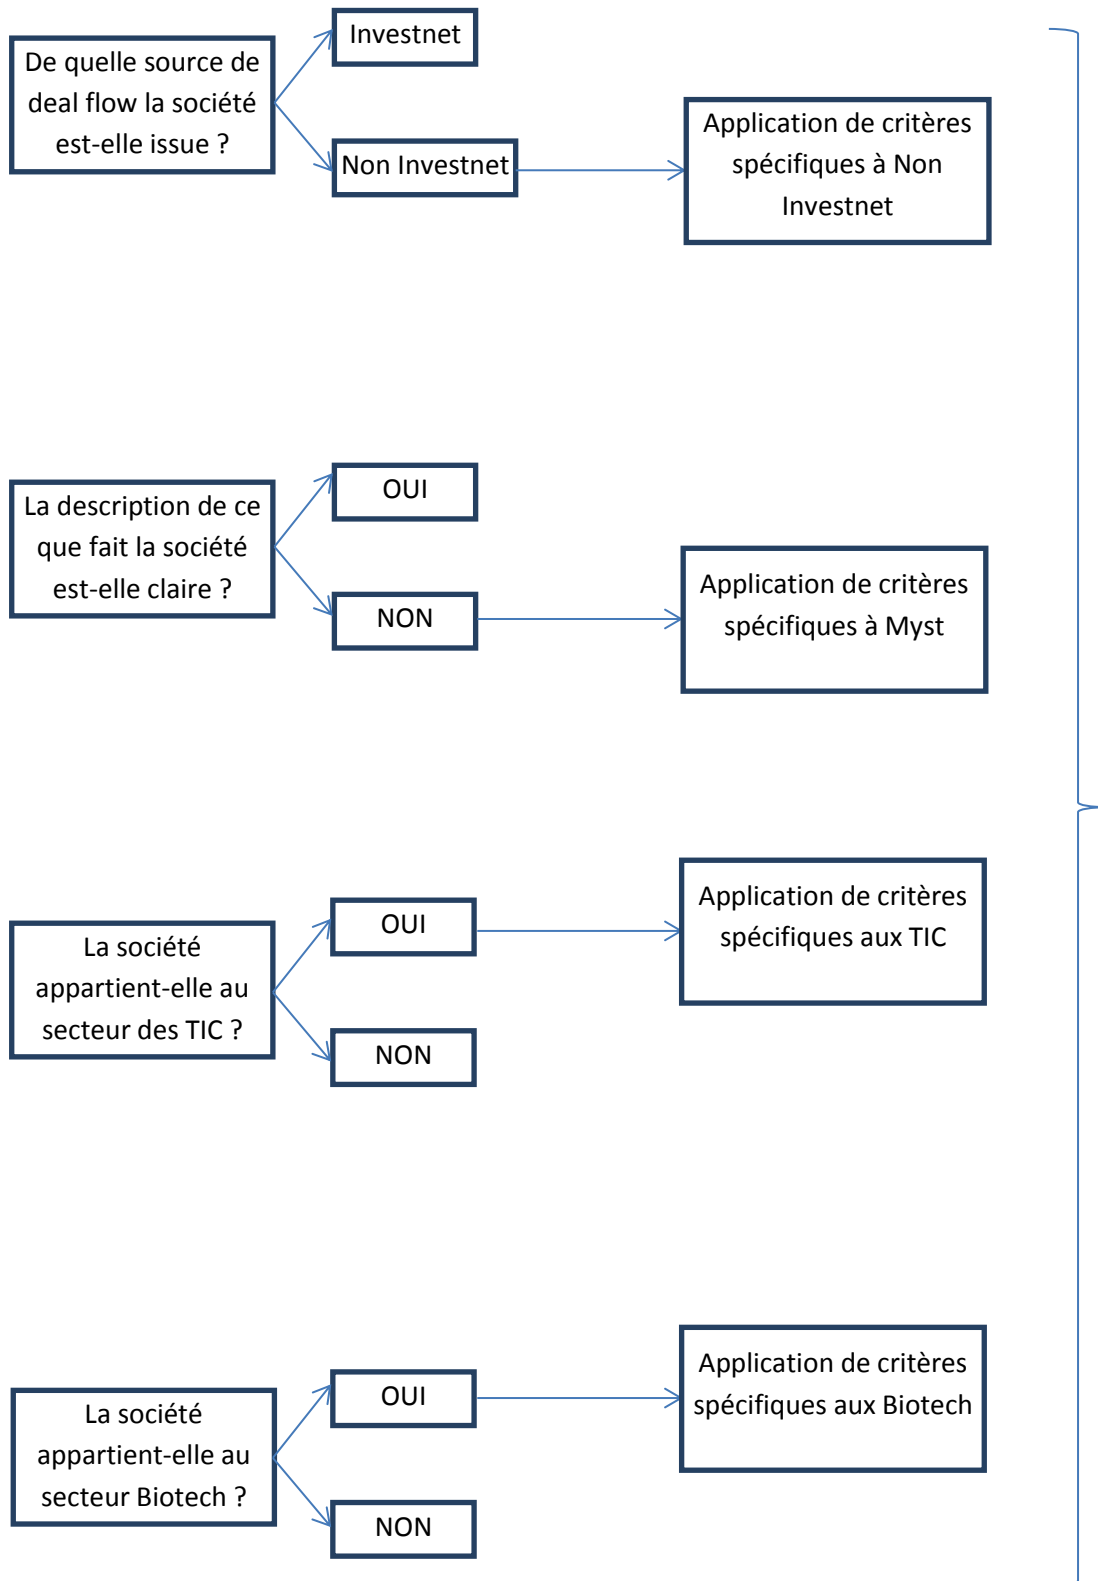 De quelle source de
deal flow la société
est-elle issue ?
Investnet
Non Investnet
Application de critères
spécifiques à Non
Investnet
La description de ce
que fait la société
est-elle claire ?
OUI
NON
Application de critères
spécifiques à Myst
La société
appartient-elle au
secteur des TIC ?
OUI
NON
Application de critères
spécifiques aux TIC
La société
appartient-elle au
secteur Biotech ?
OUI
NON
Application de critères
spécifiques aux Biotech